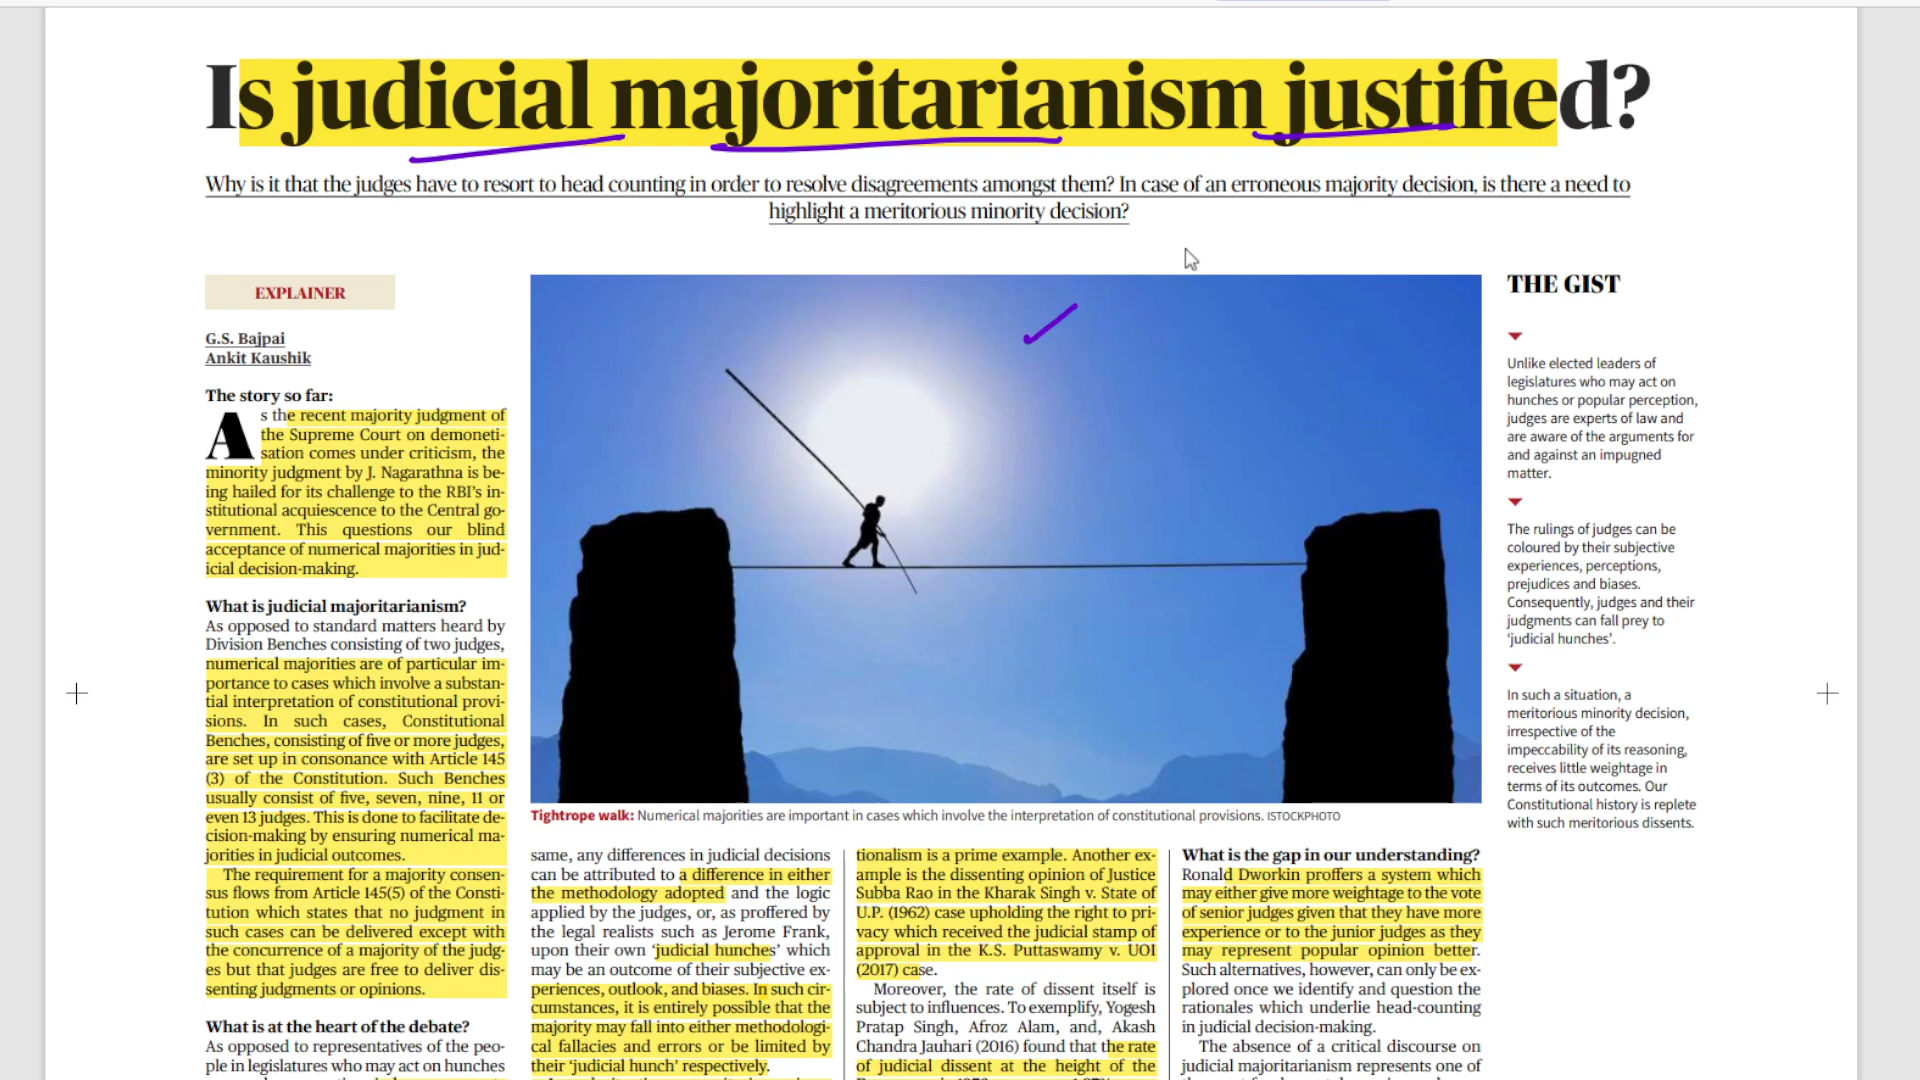 Is judicial majoritarianism justified?
Why is it that the judges have to resort to head counting in order to resolve disagreements amongst them? In case of an erroneous majority decision, is there a need to
highlight a meritorious minority decision?
EXPLAINER
G.S. Bajpai
Ankit Kaushik
The story so far:
As the recent majority judgment of
the Supreme Court on demoneti-
sation comes under criticism, the
minority judgment by J. Nagarathna is be-
ing hailed for its challenge to the RBI's in-
stitutional acquiescence to the Central go-
vernment. This questions our blind
acceptance of numerical majorities in jud-
icial decision-making.
What is judicial majoritarianism?
As opposed to standard matters heard by
Division Benches consisting of two judges,
numerical majorities are of particular im-
portance to cases which involve a substan-
tial interpretation of constitutional provi-
sions. In such cases, Constitutional
Benches, consisting of five or more judges,
are set up in consonance with Article 145
(3) of the Constitution. Such Benches
usually consist of five, seven, nine, 11 or
even 13 judges. This is done to facilitate de-
cision-making by ensuring numerical ma-
jorities in judicial outcomes.
The requirement for a majority consen-
sus flows from Article 145(5) of the Consti-
tution which states that no judgment in
such cases can be delivered except with
the concurrence of a majority of the judg-
es but that judges are free to deliver dis-
senting judgments or opinions.
What is at the heart of the debate?
As opposed to representatives of the peo-
ple in legislatures who may act on hunches
Tightrope walk: Numerical majorities are important in cases which involve the interpretation of constitutional provisions. ISTOCKPHOTO
same, any differences in judicial decisions
can be attributed to a difference in either
the methodology adopted and the logic
applied by the judges, or, as proffered by
the legal realists such as Jerome Frank,
upon their own 'judicial hunches' which
may be an outcome of their subjective ex-
periences, outlook, and biases. In such cir-
cumstances, it is entirely possible that the
majority may fall into either methodologi-
cal fallacies and errors or be limited by
their 'judicial hunch' respectively.
tionalism is a prime example. Another ex-
ample is the dissenting opinion of Justice
Subba Rao in the Kharak Singh v. State of
U.P. (1962) case upholding the right to pri-
vacy which received the judicial stamp of
approval in the K.S. Puttaswamy v. UOI
(2017) case.
Moreover, the rate of dissent itself is
subject to influences. To exemplify, Yogesh
Pratap Singh, Afroz Alam, and, Akash
Chandra Jauhari (2016) found that the rate
of judicial dissent at the height of the
What is the gap in our understanding?
Ronald Dworkin proffers a system which
may either give more weightage to the vote
of senior judges given that they have more
experience or to the junior judges as they
may represent popular opinion better.
Such alternatives, however, can only be ex-
plored once we identify and question the
rationales which underlie head-counting
in judicial decision-making.
The absence of a critical discourse on
judicial majoritarianism represents one of
THE GIST
Unlike elected leaders of
legislatures who may act on
hunches or popular perception,
judges are experts of law and
are aware of the arguments for
and against an impugned
matter.
The rulings of judges can be
coloured by their subjective
experiences, perceptions,
prejudices and biases.
Consequently, judges and their
judgments can fall prey to
'judicial hunches'.
In such a situation, a
meritorious minority decision,
irrespective of the
impeccability of its reasoning,
receives little weightage in
terms of its outcomes. Our
Constitutional history is replete
with such meritorious dissents.